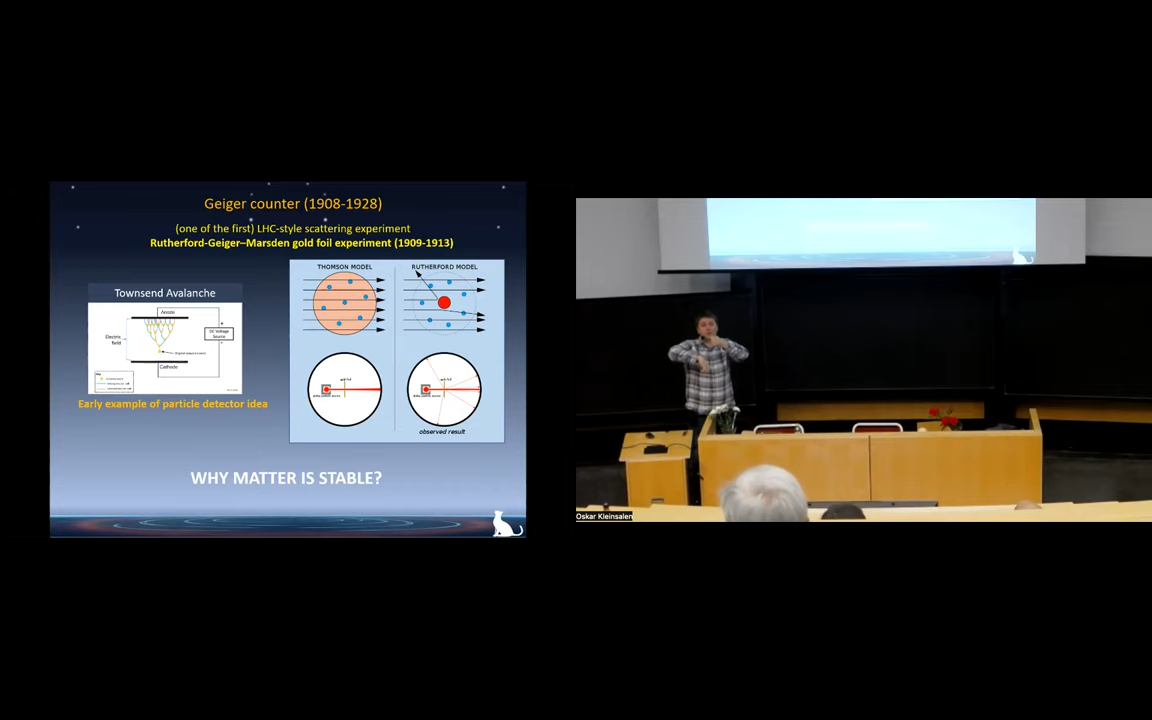 Geiger counter (1908-1928)
(one of the first) LHC-style scattering experiment
Rutherford-Geiger–Marsden gold foil experiment (1909-1913)
Townsend Avalanche
Anode
Electric
field
DC Voltage
Source
+
-
Cathode
Early example of particle detector idea
THOMSON MODEL
RUTHERFORD MODEL
observed result
WHY MATTER IS STABLE?
Oskar Kleinsalen